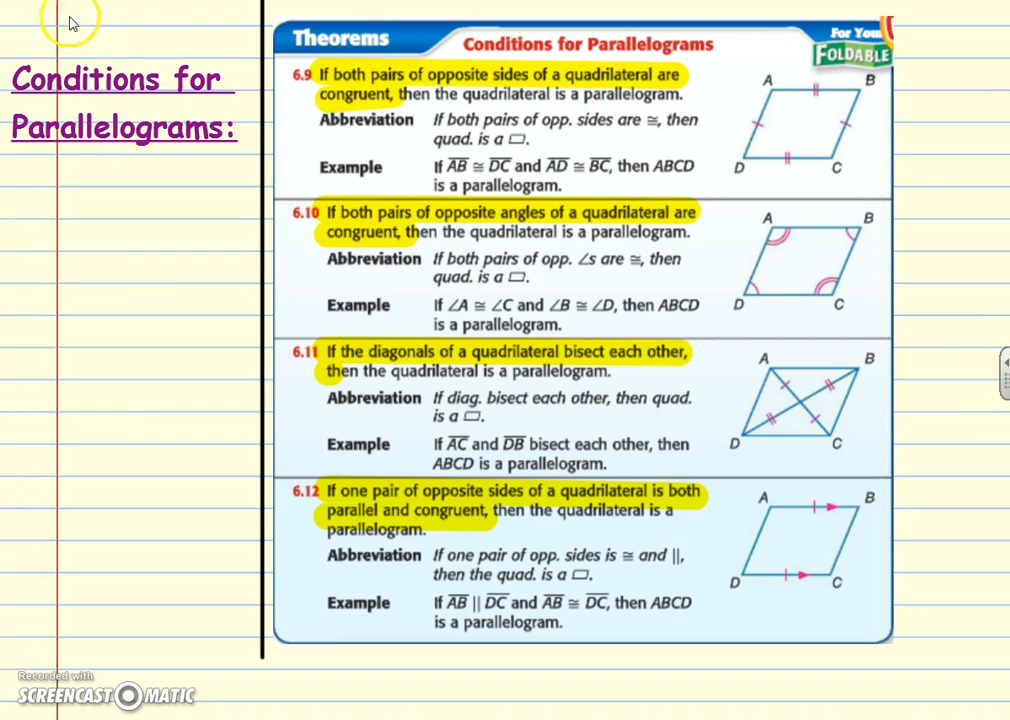 Conditions for
Parallelograms:
Theorems
Conditions for Parallelograms
For You
FOLDABLE
6.9 If both pairs of opposite sides of a quadrilateral are
congruent, then the quadrilateral is a parallelogram.
Abbreviation If both pairs of opp. sides are ≅, then
quad. is a ▱.
Example If AB ≅ DC and AD ≅ BC, then ABCD
is a parallelogram.
A B
D C
6.10 If both pairs of opposite angles of a quadrilateral are
congruent, then the quadrilateral is a parallelogram.
Abbreviation If both pairs of opp. ∠s are ≅, then
quad. is a ▱.
Example If ∠A ≅ ∠C and ∠B ≅ ∠D, then ABCD
is a parallelogram.
A B
D C
6.11 If the diagonals of a quadrilateral bisect each other,
then the quadrilateral is a parallelogram.
Abbreviation If diag. bisect each other, then quad.
is a ▱.
Example If AC and DB bisect each other, then
ABCD is a parallelogram.
A B
D C
6.12 If one pair of opposite sides of a quadrilateral is both
parallel and congruent, then the quadrilateral is a
parallelogram.
Abbreviation If one pair of opp. sides is ≅ and ||,
then the quad. is a ▱.
Example If AB || DC and AB ≅ DC, then ABCD
is a parallelogram.
A B
D C
Recorded with
SCREENCAST-O-MATIC